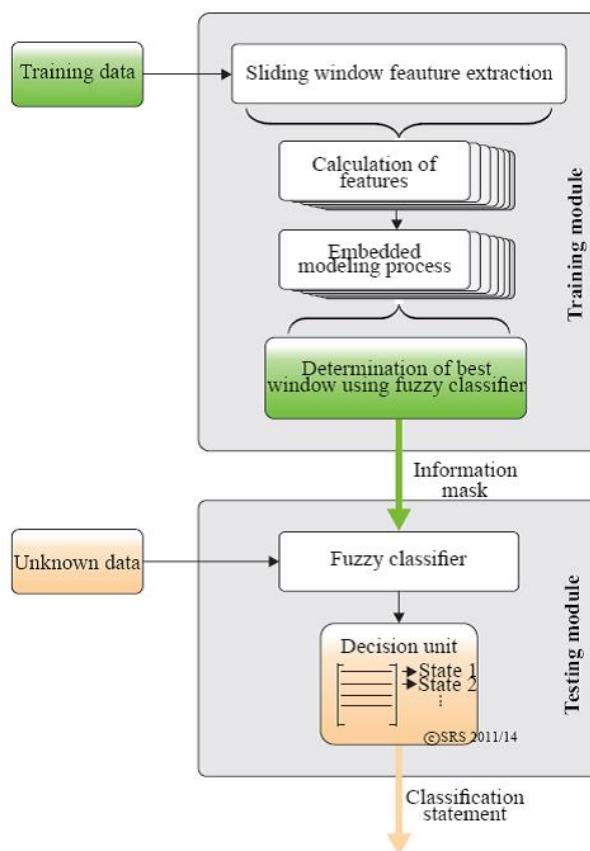 Training data
Sliding window feauture extraction
Calculation of
features
Embedded
modeling process
Determination of best
window using fuzzy classifier
Training module
Information
mask
Unknown data
Fuzzy classifier
Decision unit
State 1
State 2
⋮
©SRS 2011/14
Testing module
Classification
statement